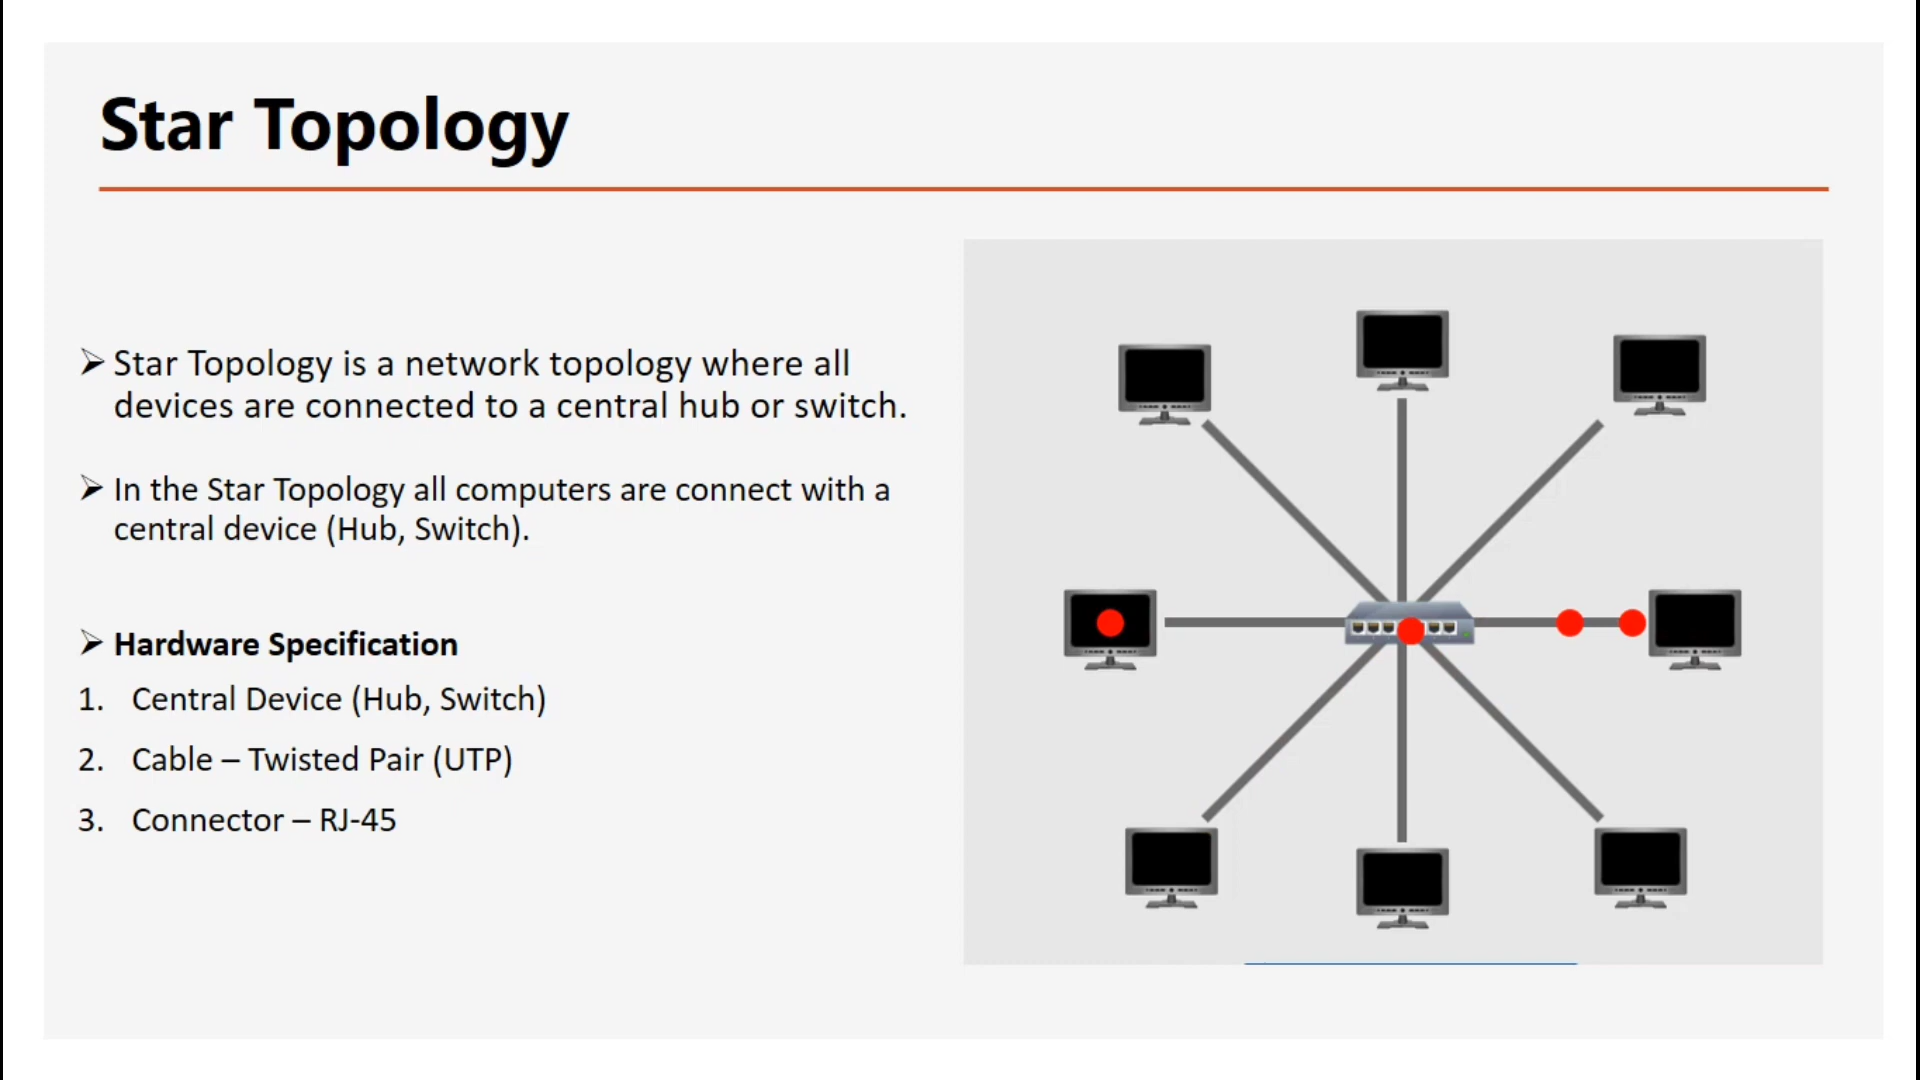 Star Topology
➢ Star Topology is a network topology where all
devices are connected to a central hub or switch.
➢ In the Star Topology all computers are connect with a
central device (Hub, Switch).
➢ Hardware Specification
1. Central Device (Hub, Switch)
2. Cable – Twisted Pair (UTP)
3. Connector – RJ-45